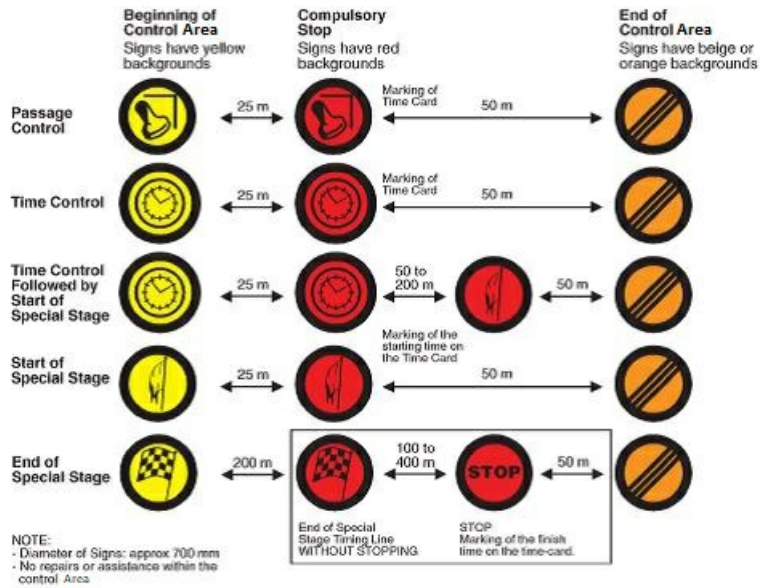 Beginning of
Control Area
Signs have yellow
backgrounds
Compulsory
Stop
Signs have red
backgrounds
End of
Control Area
Signs have beige or
orange backgrounds
Passage
Control
25 m
Marking of
Time Card
50 m
Time Control
25 m
Marking of
Time Card
50 m
Time Control
Followed by
Start of
Special Stage
25 m
50 to
200 m
50 m
Start of
Special Stage
25 m
Marking of the
starting time on
the Time Card
50 m
End of
Special Stage
200 m
100 to
400 m
STOP
50 m
End of Special
Stage Timing Line
WITHOUT STOPPING
STOP
Marking of the finish
time on the time-card.
NOTE:
- Diameter of Signs: approx 700 mm
- No repairs or assistance within the
control Area